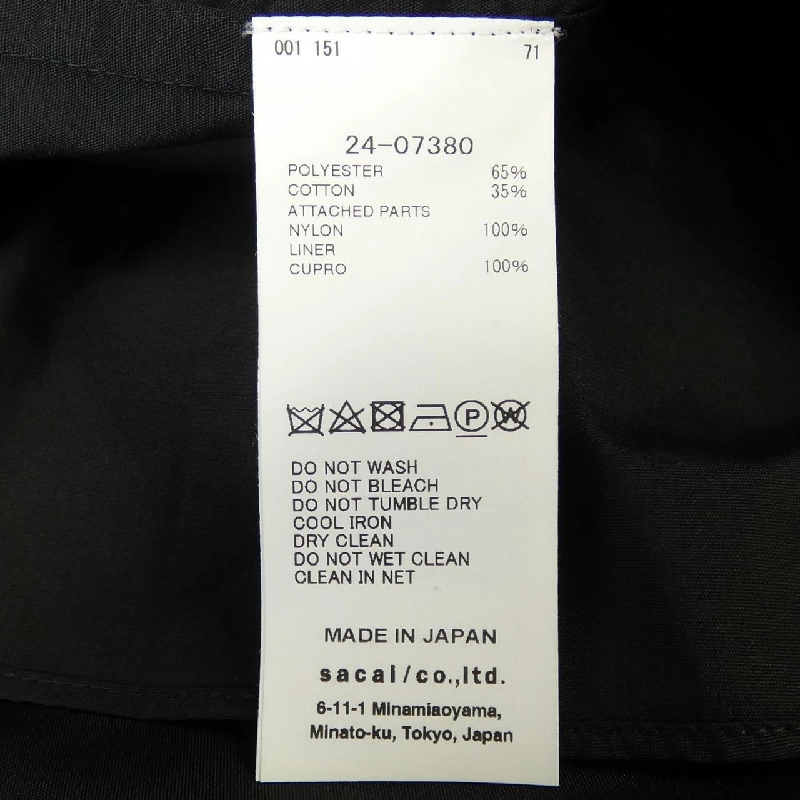 001 151 71
24-07380
POLYESTER 65%
COTTON 35%
ATTACHED PARTS
NYLON 100%
LINER
CUPRO 100%
P W
DO NOT WASH
DO NOT BLEACH
DO NOT TUMBLE DRY
COOL IRON
DRY CLEAN
DO NOT WET CLEAN
CLEAN IN NET
MADE IN JAPAN
sacai/co.,ltd.
6-11-1 Minamiaoyama,
Minato-ku, Tokyo, Japan